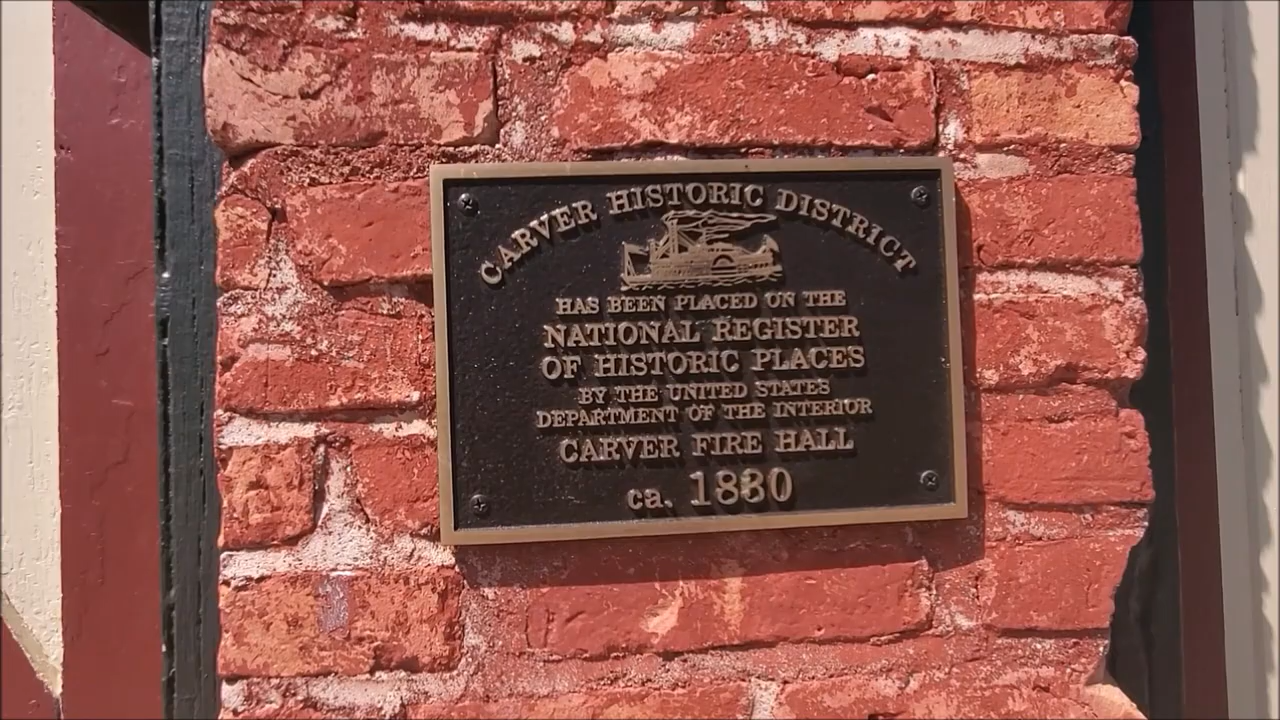 CARVER HISTORIC DISTRICT
HAS BEEN PLACED ON THE
NATIONAL REGISTER
OF HISTORIC PLACES
BY THE UNITED STATES
DEPARTMENT OF THE INTERIOR
CARVER FIRE HALL
ca. 1880